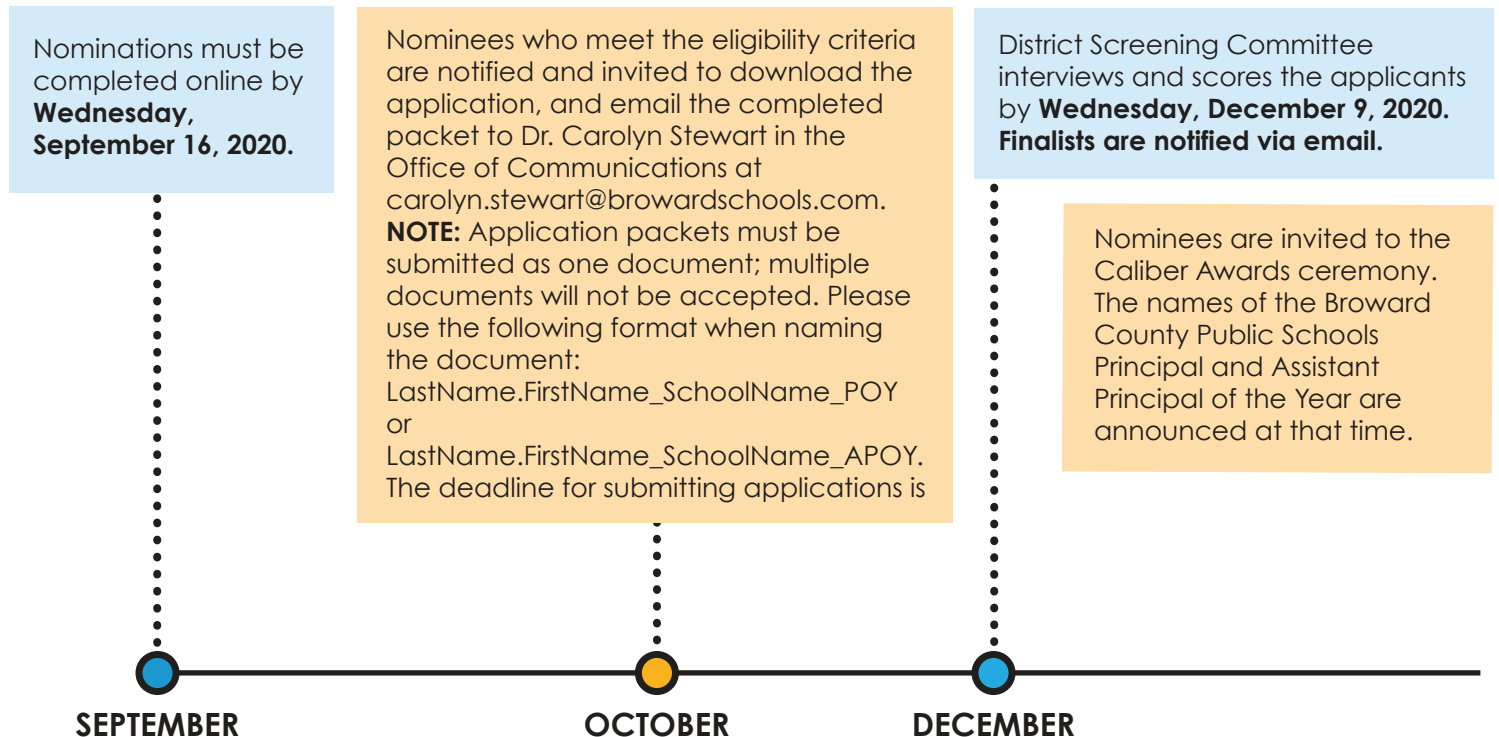 Nominations must be
completed online by
Wednesday,
September 16, 2020.
Nominees who meet the eligibility criteria
are notified and invited to download the
application, and email the completed
packet to Dr. Carolyn Stewart in the
Office of Communications at
carolyn.stewart@browardschools.com.
NOTE: Application packets must be
submitted as one document; multiple
documents will not be accepted. Please
use the following format when naming
the document:
LastName.FirstName_SchoolName_POY
or
LastName.FirstName_SchoolName_APOY.
The deadline for submitting applications is
District Screening Committee
interviews and scores the applicants
by Wednesday, December 9, 2020.
Finalists are notified via email.
Nominees are invited to the
Caliber Awards ceremony.
The names of the Broward
County Public Schools
Principal and Assistant
Principal of the Year are
announced at that time.
SEPTEMBER
OCTOBER
DECEMBER